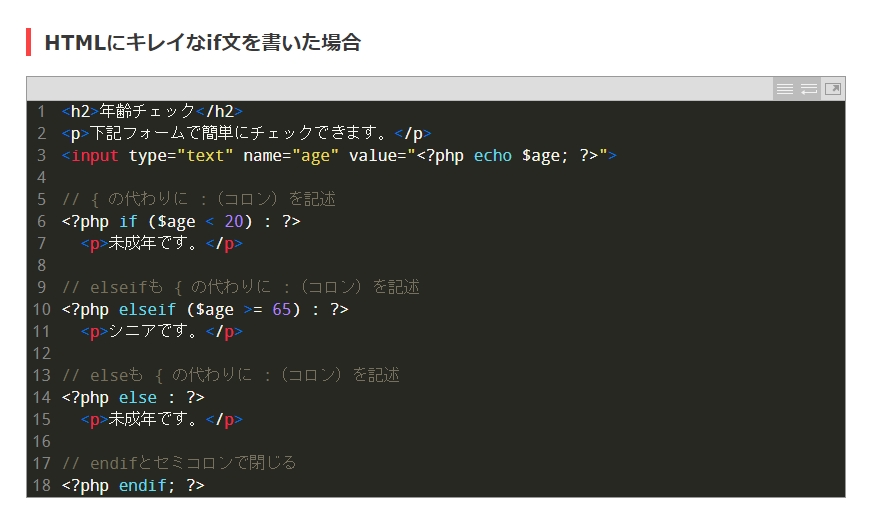 HTMLにキレイなif文を書いた場合
1 <h2>年齢チェック</h2>
2 <p>下記フォームで簡単にチェックできます。</p>
3 <input type="text" name="age" value="<?php echo $age; ?>">
4
5 // { の代わりに :（コロン）を記述
6 <?php if ($age < 20) : ?>
7   <p>未成年です。</p>
8
9 // elseifも { の代わりに :（コロン）を記述
10 <?php elseif ($age >= 65) : ?>
11   <p>シニアです。</p>
12
13 // elseも { の代わりに :（コロン）を記述
14 <?php else : ?>
15   <p>未成年です。</p>
16
17 // endifとセミコロンで閉じる
18 <?php endif; ?>